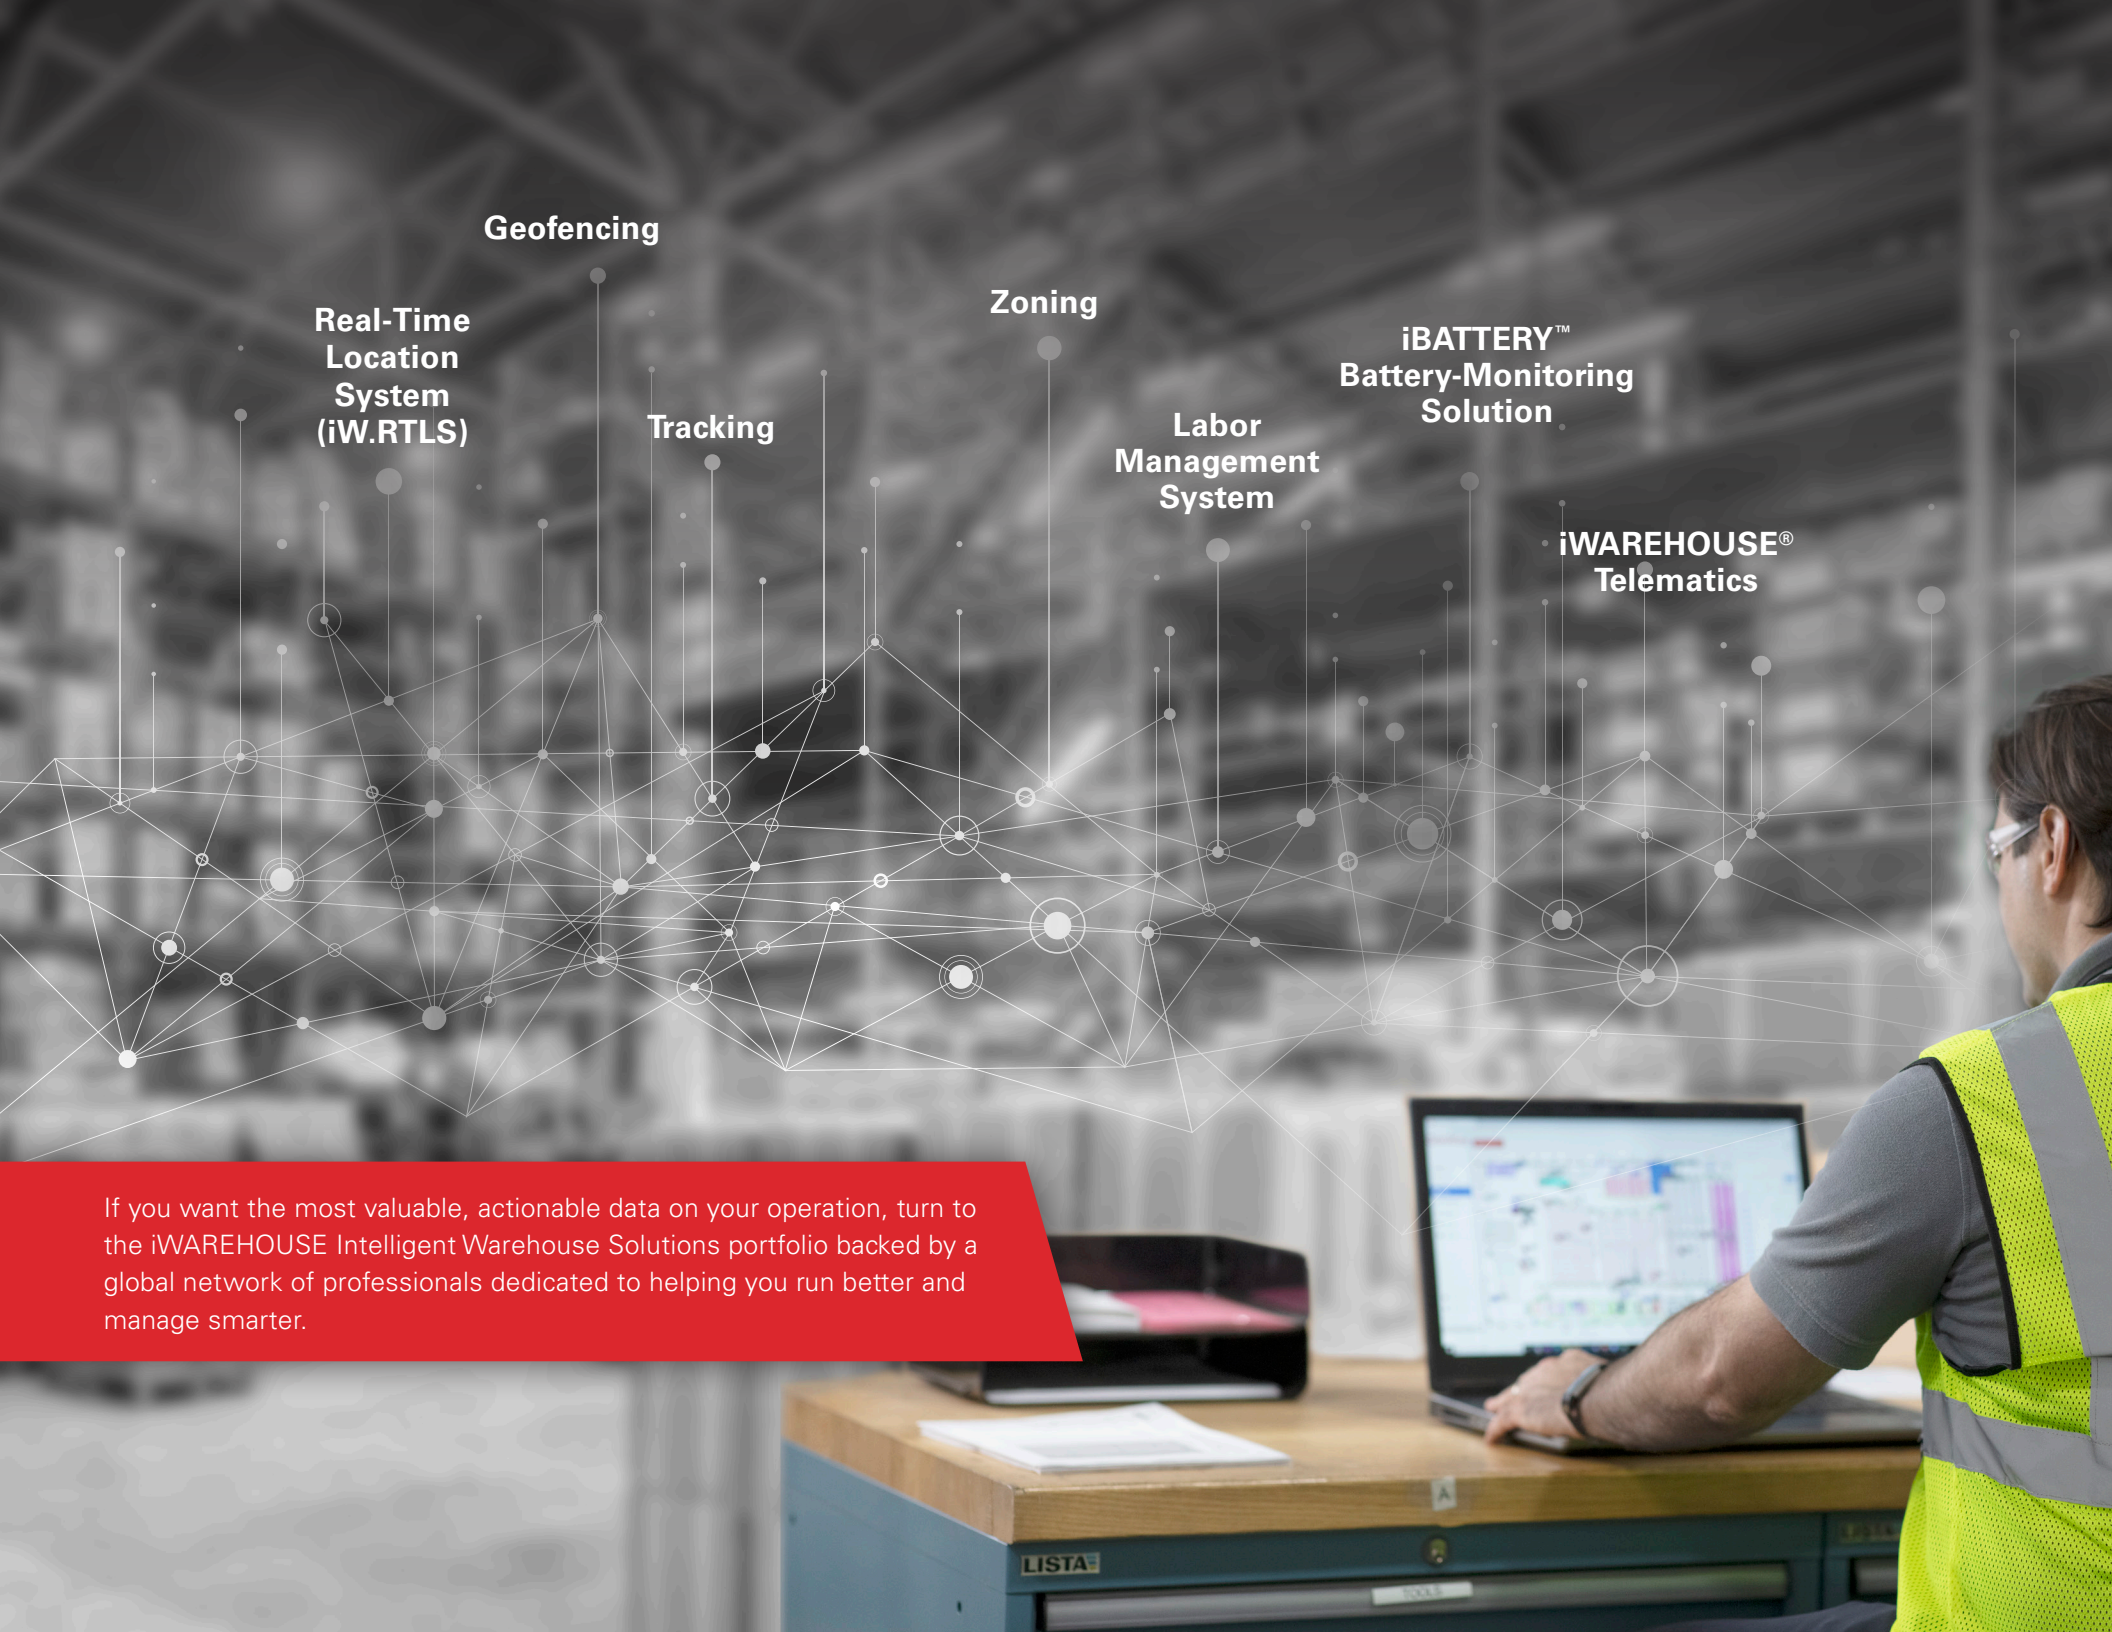 Geofencing
Real-Time
Location
System
(iW.RTLS)
Tracking
Zoning
Labor
Management
System
iBATTERY™
Battery-Monitoring
Solution
iWAREHOUSE®
Telematics
If you want the most valuable, actionable data on your operation, turn to
the iWAREHOUSE Intelligent Warehouse Solutions portfolio backed by a
global network of professionals dedicated to helping you run better and
manage smarter.
A
LISTA
TOOLS